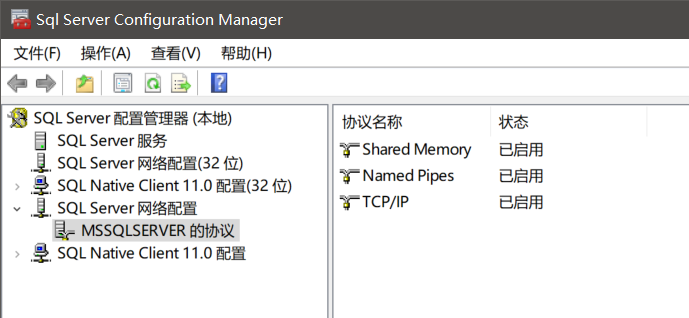 Sql Server Configuration Manager
文件(F) 操作(A) 查看(V) 帮助(H)
SQL Server 配置管理器 (本地)
SQL Server 服务
SQL Server 网络配置(32 位)
SQL Native Client 11.0 配置(32 位)
SQL Server 网络配置
MSSQLSERVER 的协议
SQL Native Client 11.0 配置
协议名称 状态
Shared Memory 已启用
Named Pipes 已启用
TCP/IP 已启用